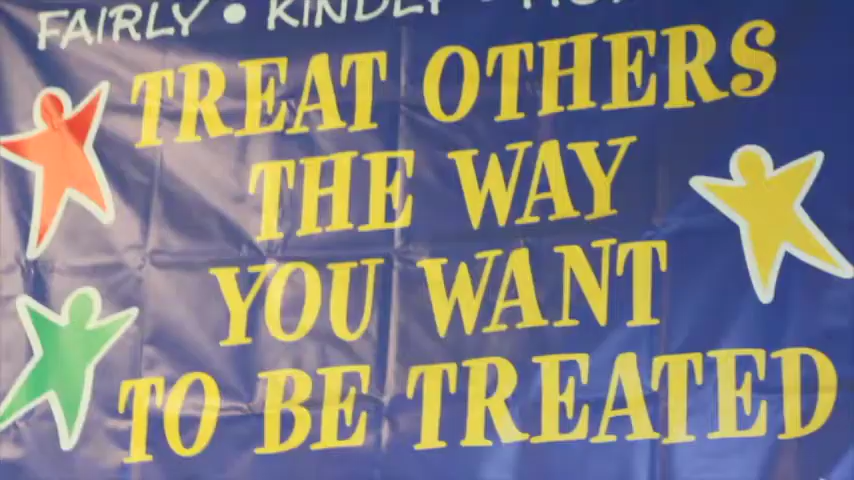 FAIRLY • KINDLY •
TREAT OTHERS
THE WAY
YOU WANT
TO BE TREATED